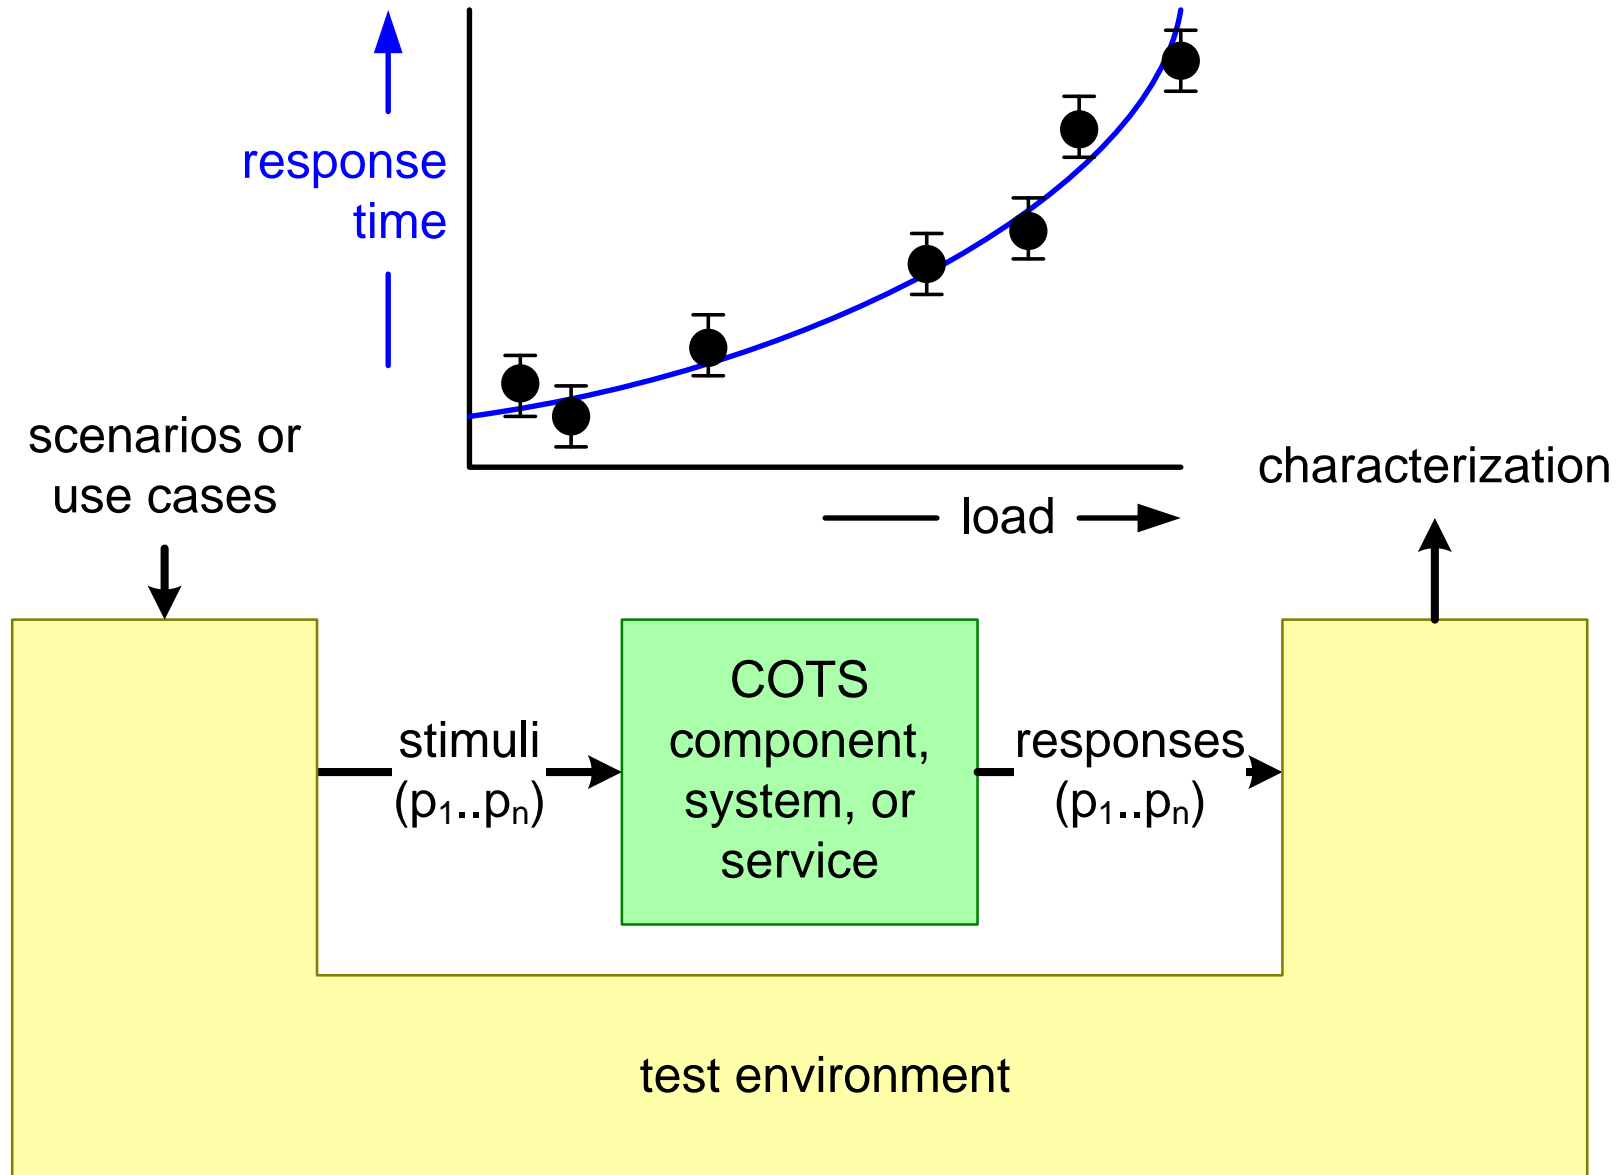 response
time
scenarios or
use cases
load
characterization
stimuli
(p₁..pₙ)
COTS
component,
system, or
service
responses
(p₁..pₙ)
test environment